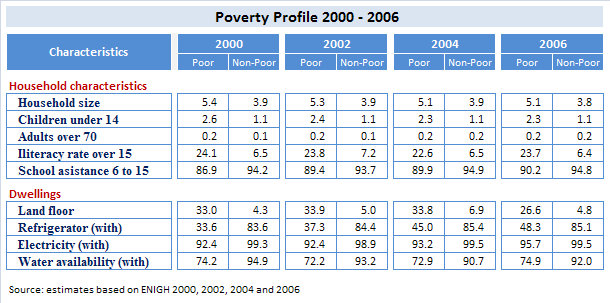 Poverty Profile 2000 - 2006
Characteristics 2000 2002 2004 2006
Poor Non-Poor Poor Non-Poor Poor Non-Poor Poor Non-Poor
Household characteristics
Household size 5.4 3.9 5.3 3.9 5.1 3.9 5.1 3.8
Children under 14 2.6 1.1 2.4 1.1 2.3 1.1 2.3 1.1
Adults over 70 0.2 0.1 0.2 0.1 0.2 0.2 0.2 0.2
Iliteracy rate over 15 24.1 6.5 23.8 7.2 22.6 6.5 23.7 6.4
School asistance 6 to 15 86.9 94.2 89.4 93.7 89.9 94.9 90.2 94.8
Dwellings
Land floor 33.0 4.3 33.9 5.0 33.8 6.9 26.6 4.8
Refrigerator (with) 33.6 83.6 37.3 84.4 45.0 85.4 48.3 85.1
Electricity (with) 92.4 99.3 92.4 98.9 93.2 99.5 95.7 99.5
Water availability (with) 74.2 94.9 72.2 93.2 72.9 90.7 74.9 92.0
Source: estimates based on ENIGH 2000, 2002, 2004 and 2006